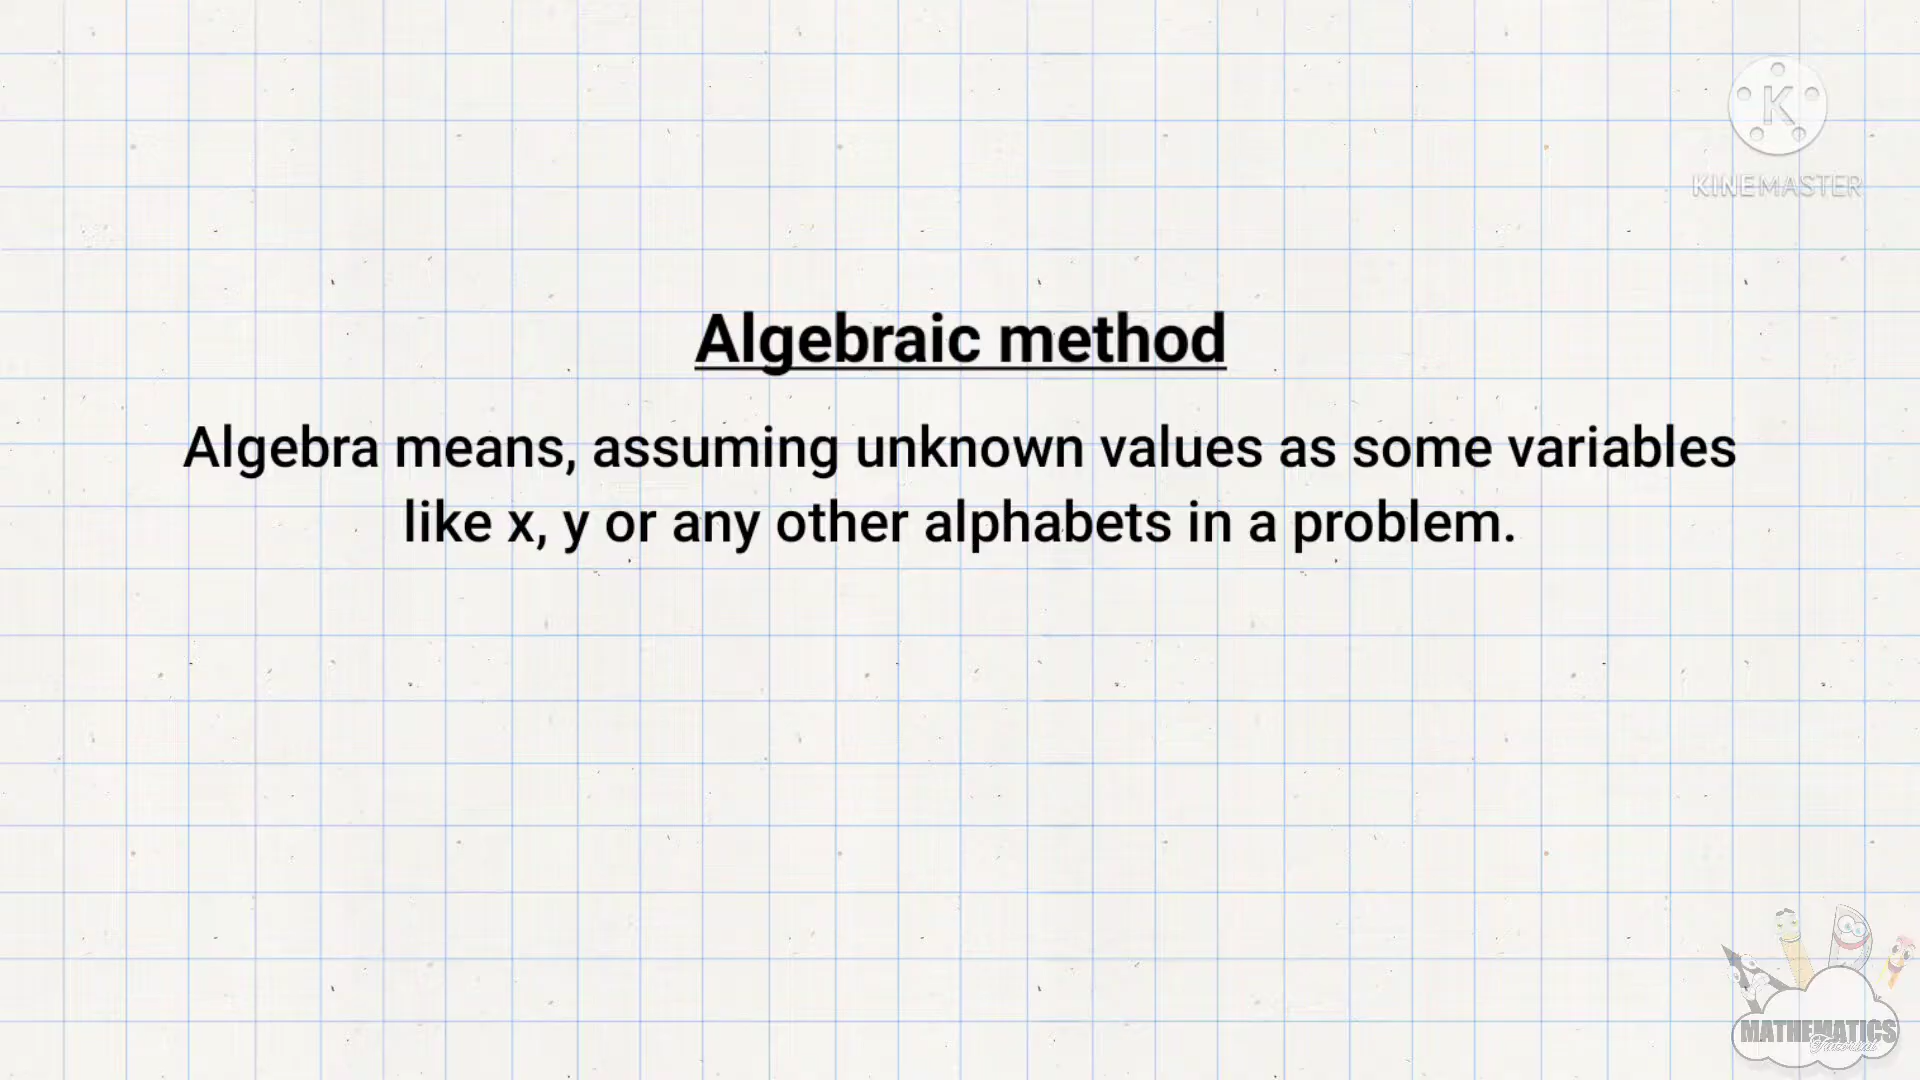 KINEMASTER
Algebraic method
Algebra means, assuming unknown values as some variables
like x, y or any other alphabets in a problem.
MATHEMATICS
Tutorial